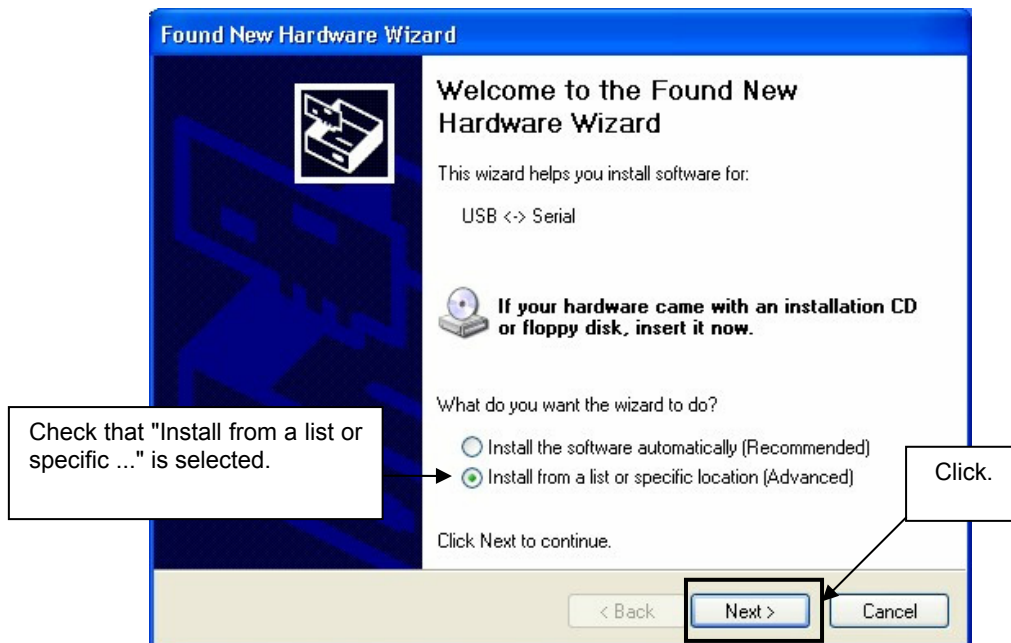 Found New Hardware Wizard
Welcome to the Found New
Hardware Wizard
This wizard helps you install software for:
USB <-> Serial
If your hardware came with an installation CD
or floppy disk, insert it now.
What do you want the wizard to do?
Check that "Install from a list or
specific ..." is selected.
Install the software automatically (Recommended)
Install from a list or specific location (Advanced)
Click.
Click Next to continue.
< Back
Next >
Cancel